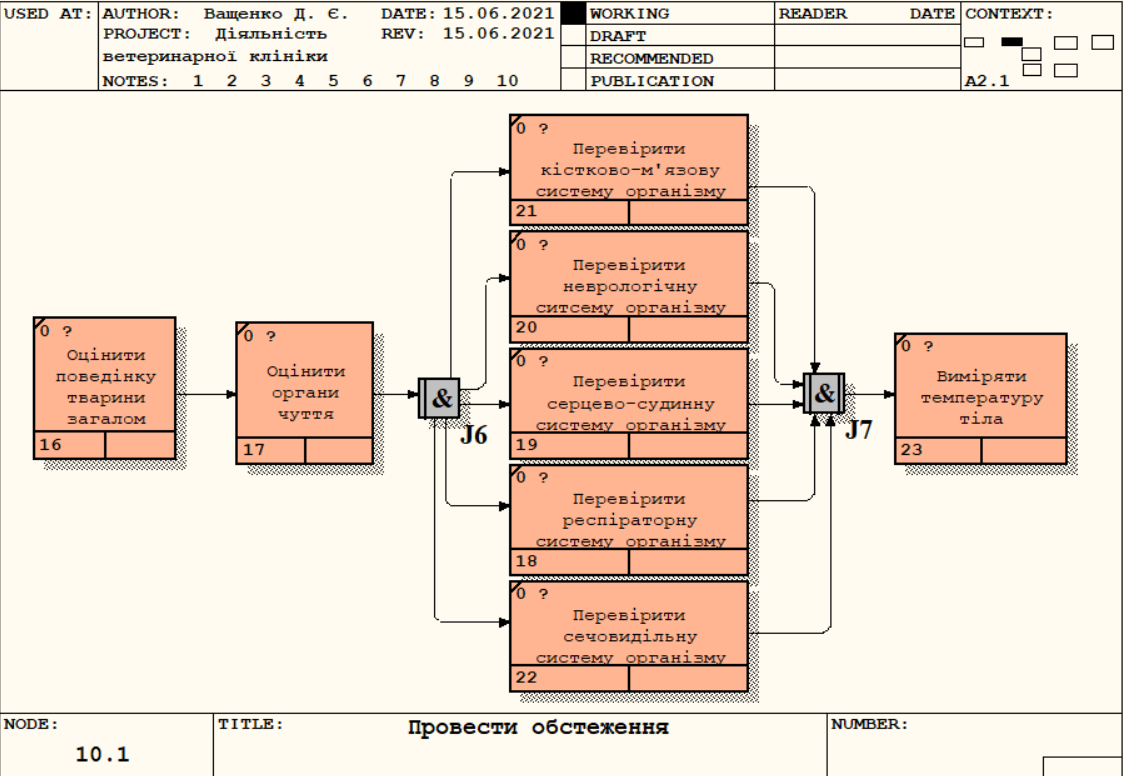 USED AT: AUTHOR: Ващенко Д. Є. DATE: 15.06.2021 WORKING READER DATE CONTEXT:
PROJECT: Діяльність REV: 15.06.2021 DRAFT
ветеринарної клініки RECOMMENDED
NOTES: 1 2 3 4 5 6 7 8 9 10 PUBLICATION A2.1
0 ?
Оцінити
поведінку
тварини
загалом
16
0 ?
Оцінити
органи
чуття
17
&
J6
0 ?
Перевірити
кістково-м'язову
систему організму
21
0 ?
Перевірити
неврологічну
ситсему організму
20
0 ?
Перевірити
серцево-судинну
систему організму
19
0 ?
Перевірити
респіраторну
систему організму
18
0 ?
Перевірити
сечовидільну
систему організму
22
&
J7
0 ?
Виміряти
температуру
тіла
23
NODE: TITLE: Провести обстеження NUMBER:
10.1